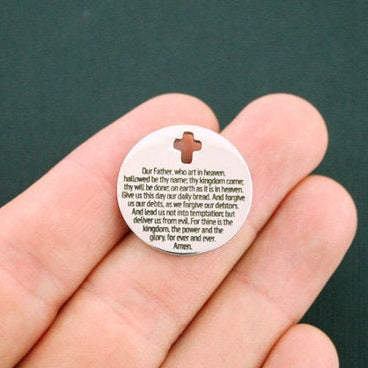 Our Father, who art in heaven,
hallowed be thy name; thy kingdom come;
thy will be done; on earth as it is in heaven.
Give us this day our daily bread. And forgive
us our debts, as we forgive our debtors.
And lead us not into temptation; but
deliver us from evil. For thine is the
kingdom, the power and the
glory, for ever and ever.
Amen.